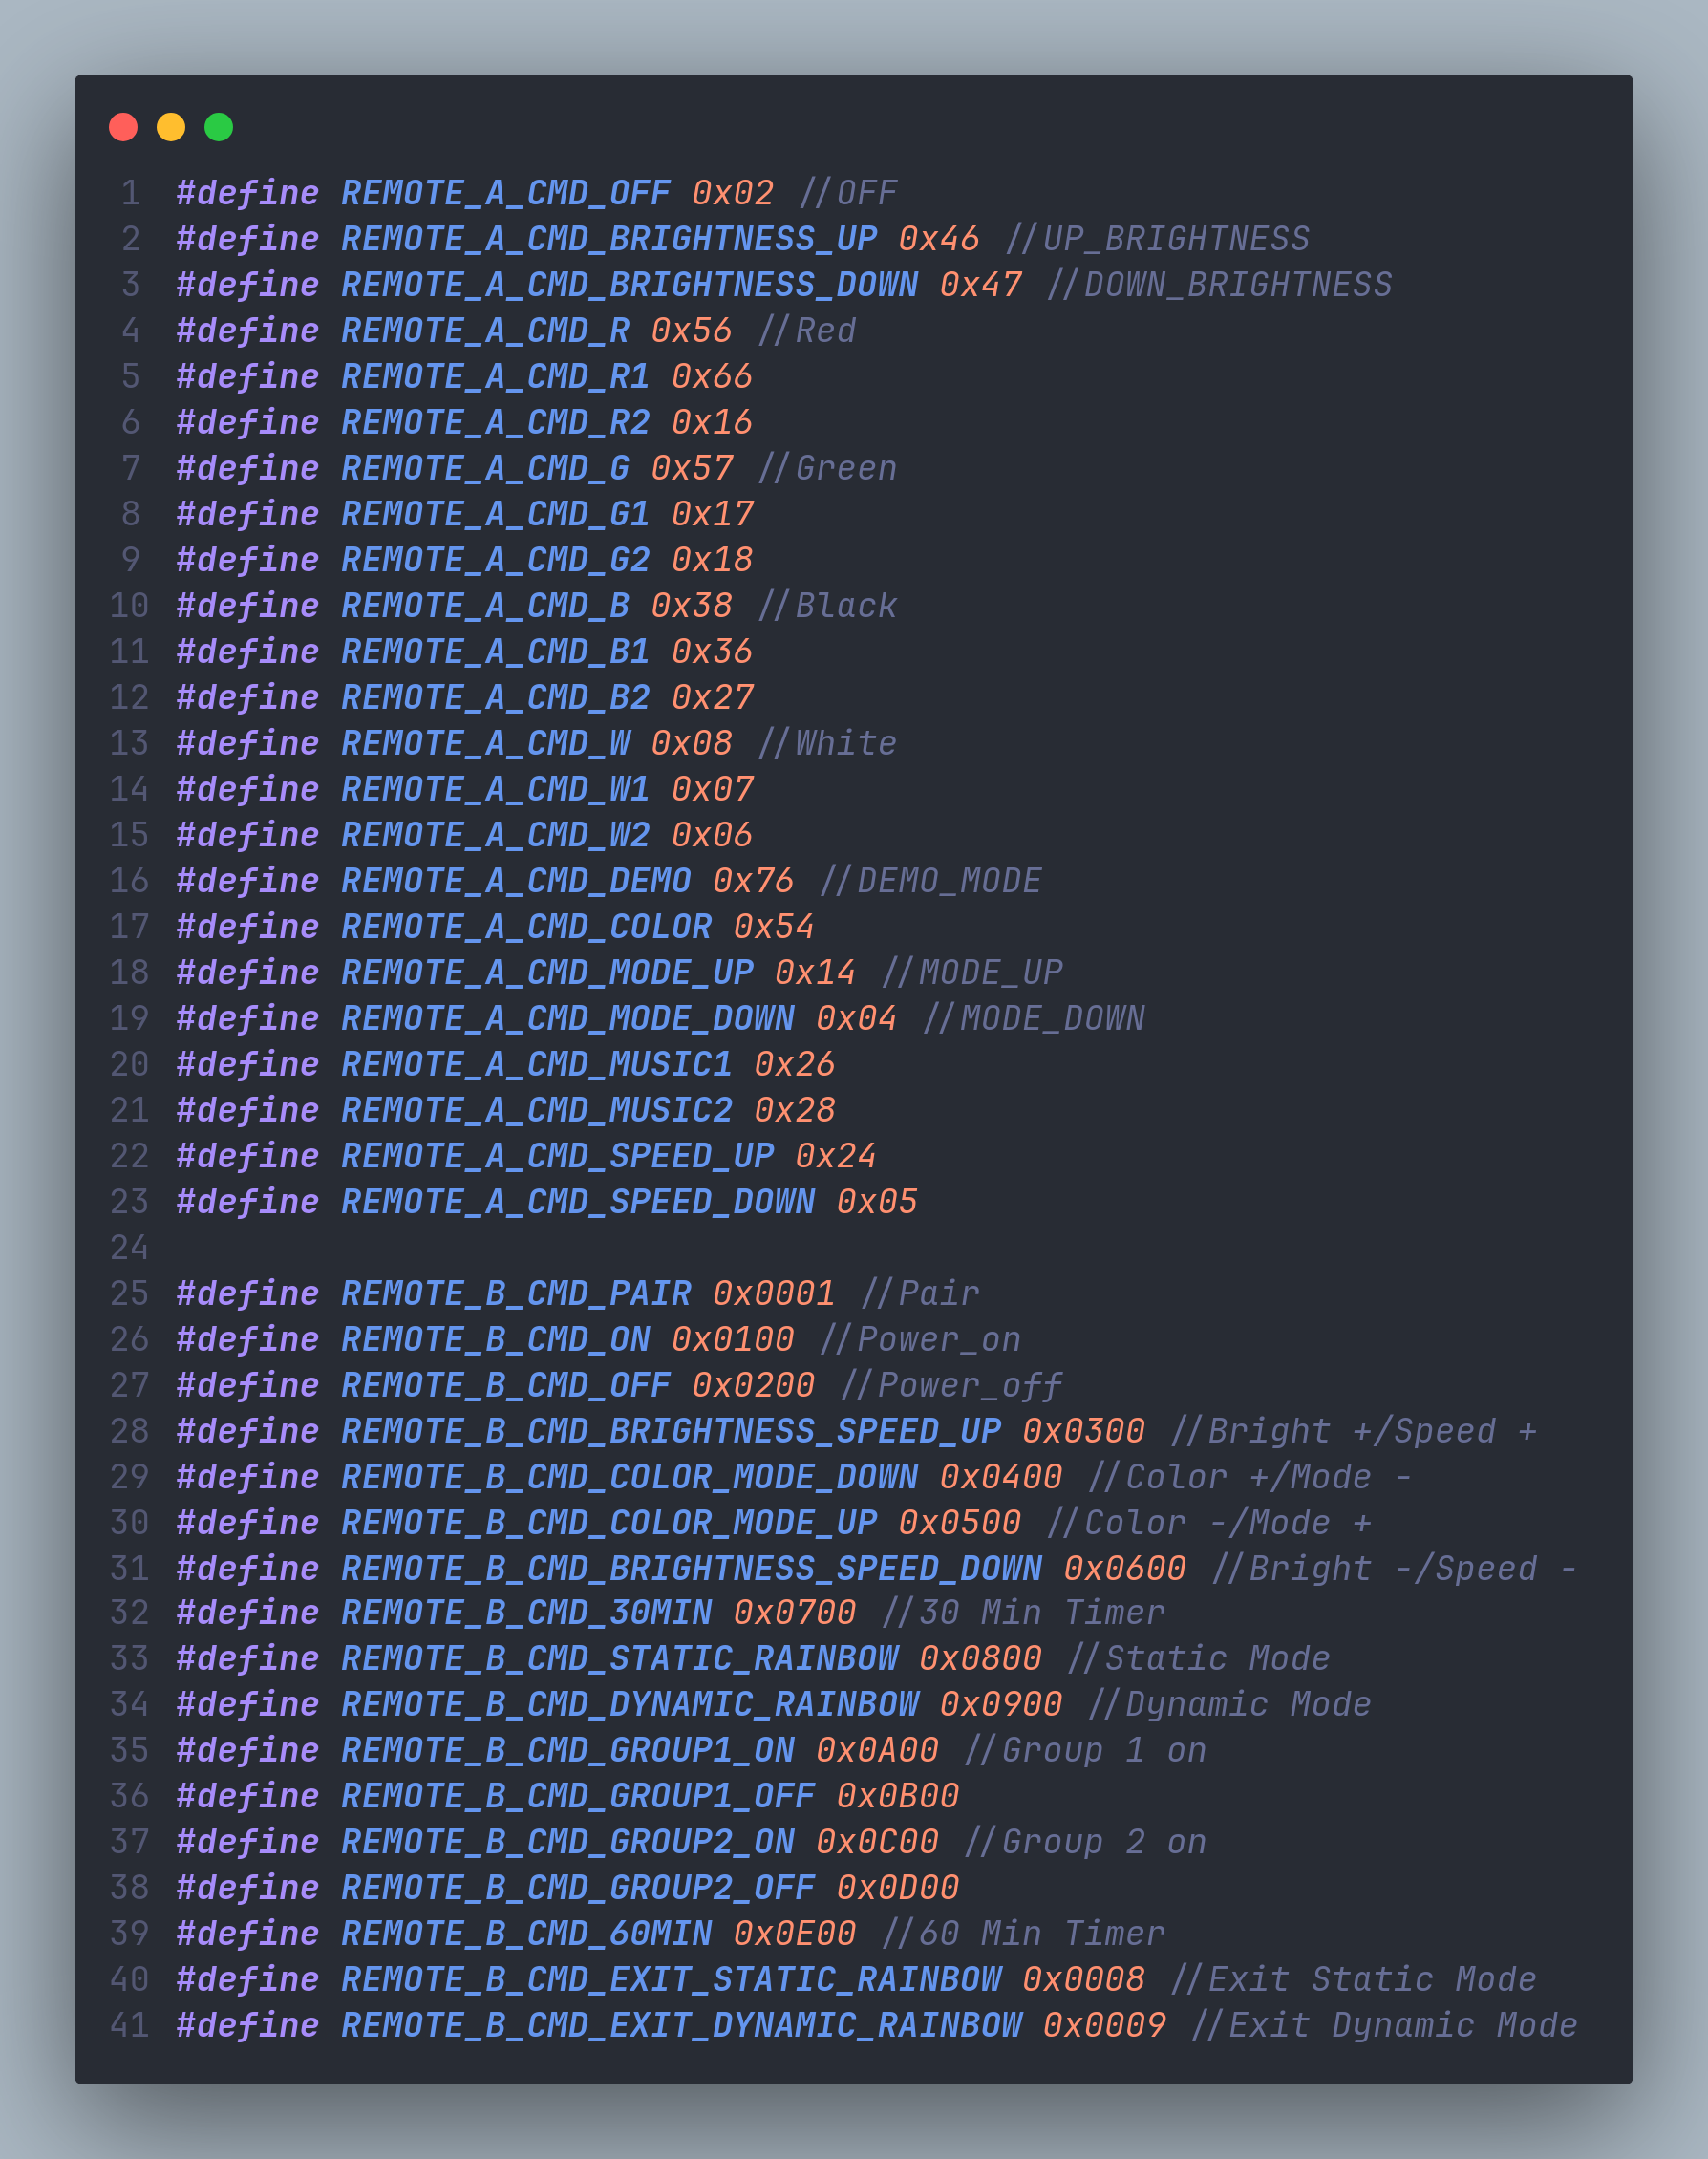 1 #define REMOTE_A_CMD_OFF 0x02 //OFF
2 #define REMOTE_A_CMD_BRIGHTNESS_UP 0x46 //UP_BRIGHTNESS
3 #define REMOTE_A_CMD_BRIGHTNESS_DOWN 0x47 //DOWN_BRIGHTNESS
4 #define REMOTE_A_CMD_R 0x56 //Red
5 #define REMOTE_A_CMD_R1 0x66
6 #define REMOTE_A_CMD_R2 0x16
7 #define REMOTE_A_CMD_G 0x57 //Green
8 #define REMOTE_A_CMD_G1 0x17
9 #define REMOTE_A_CMD_G2 0x18
10 #define REMOTE_A_CMD_B 0x38 //Black
11 #define REMOTE_A_CMD_B1 0x36
12 #define REMOTE_A_CMD_B2 0x27
13 #define REMOTE_A_CMD_W 0x08 //White
14 #define REMOTE_A_CMD_W1 0x07
15 #define REMOTE_A_CMD_W2 0x06
16 #define REMOTE_A_CMD_DEMO 0x76 //DEMO_MODE
17 #define REMOTE_A_CMD_COLOR 0x54
18 #define REMOTE_A_CMD_MODE_UP 0x14 //MODE_UP
19 #define REMOTE_A_CMD_MODE_DOWN 0x04 //MODE_DOWN
20 #define REMOTE_A_CMD_MUSIC1 0x26
21 #define REMOTE_A_CMD_MUSIC2 0x28
22 #define REMOTE_A_CMD_SPEED_UP 0x24
23 #define REMOTE_A_CMD_SPEED_DOWN 0x05
24
25 #define REMOTE_B_CMD_PAIR 0x0001 //Pair
26 #define REMOTE_B_CMD_ON 0x0100 //Power_on
27 #define REMOTE_B_CMD_OFF 0x0200 //Power_off
28 #define REMOTE_B_CMD_BRIGHTNESS_SPEED_UP 0x0300 //Bright +/Speed +
29 #define REMOTE_B_CMD_COLOR_MODE_DOWN 0x0400 //Color +/Mode -
30 #define REMOTE_B_CMD_COLOR_MODE_UP 0x0500 //Color -/Mode +
31 #define REMOTE_B_CMD_BRIGHTNESS_SPEED_DOWN 0x0600 //Bright -/Speed -
32 #define REMOTE_B_CMD_30MIN 0x0700 //30 Min Timer
33 #define REMOTE_B_CMD_STATIC_RAINBOW 0x0800 //Static Mode
34 #define REMOTE_B_CMD_DYNAMIC_RAINBOW 0x0900 //Dynamic Mode
35 #define REMOTE_B_CMD_GROUP1_ON 0x0A00 //Group 1 on
36 #define REMOTE_B_CMD_GROUP1_OFF 0x0B00
37 #define REMOTE_B_CMD_GROUP2_ON 0x0C00 //Group 2 on
38 #define REMOTE_B_CMD_GROUP2_OFF 0x0D00
39 #define REMOTE_B_CMD_60MIN 0x0E00 //60 Min Timer
40 #define REMOTE_B_CMD_EXIT_STATIC_RAINBOW 0x0008 //Exit Static Mode
41 #define REMOTE_B_CMD_EXIT_DYNAMIC_RAINBOW 0x0009 //Exit Dynamic Mode